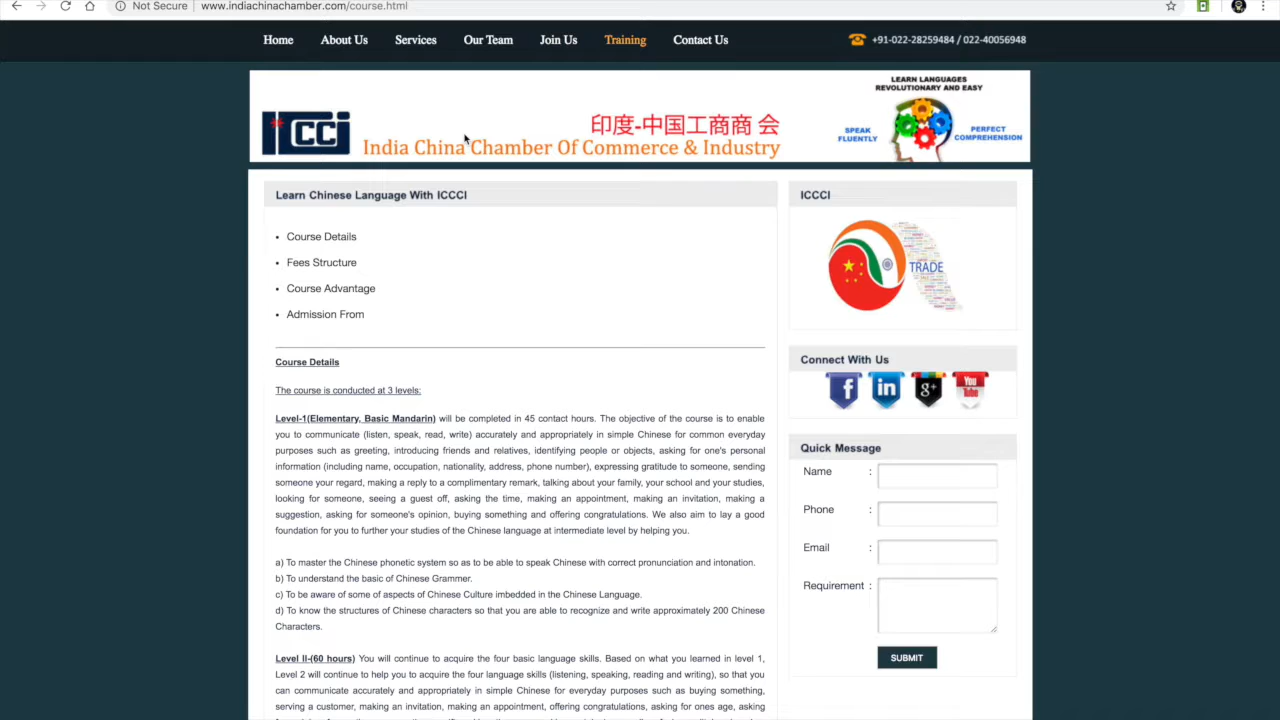 Not Secure www.indiachinachamber.com/course.html
Home About Us Services Our Team Join Us Training Contact Us +91-022-28259484 / 022-40056948
LEARN LANGUAGES
REVOLUTIONARY AND EASY
ICCi
印度-中国工商商 会
India China Chamber Of Commerce & Industry
SPEAK
FLUENTLY
PERFECT
COMPREHENSION
Learn Chinese Language With ICCCI
• Course Details
• Fees Structure
• Course Advantage
• Admission From
Course Details
The course is conducted at 3 levels:
Level-1(Elementary, Basic Mandarin) will be completed in 45 contact hours. The objective of the course is to enable
you to communicate (listen, speak, read, write) accurately and appropriately in simple Chinese for common everyday
purposes such as greeting, introducing friends and relatives, identifying people or objects, asking for one's personal
information (including name, occupation, nationality, address, phone number), expressing gratitude to someone, sending
someone your regard, making a reply to a complimentary remark, talking about your family, your school and your studies,
looking for someone, seeing a guest off, asking the time, making an appointment, making an invitation, making a
suggestion, asking for someone's opinion, buying something and offering congratulations. We also aim to lay a good
foundation for you to further your studies of the Chinese language at intermediate level by helping you.
a) To master the Chinese phonetic system so as to be able to speak Chinese with correct pronunciation and intonation.
b) To understand the basic of Chinese Grammer.
c) To be aware of some of aspects of Chinese Culture imbedded in the Chinese Language.
d) To know the structures of Chinese characters so that you are able to recognize and write approximately 200 Chinese
Characters.
Level II-(60 hours) You will continue to acquire the four basic language skills. Based on what you learned in level 1,
Level 2 will continue to help you to acquire the four language skills (listening, speaking, reading and writing), so that you
can communicate accurately and appropriately in simple Chinese for everyday purposes such as buying something,
serving a customer, making an invitation, making an appointment, offering congratulations, asking for ones age, asking
ICCCI
TRADE
Connect With Us
f in g+ You Tube
Quick Message
Name :
Phone :
Email :
Requirement :
SUBMIT